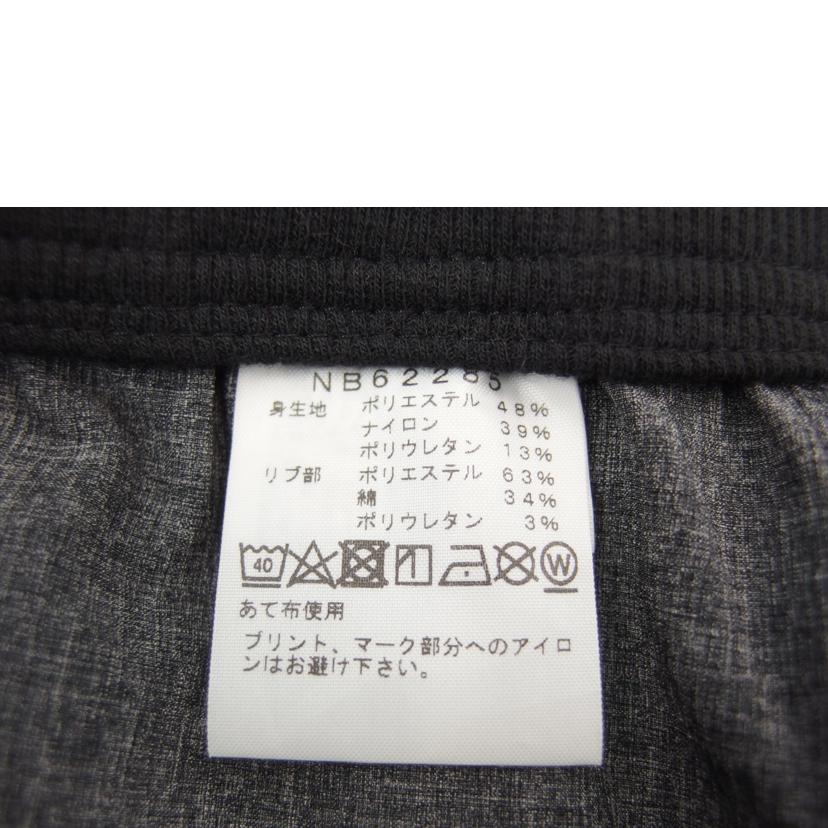 NB62285
身生地 ポリエステル 48%
ナイロン 39%
ポリウレタン 13%
リブ部 ポリエステル 63%
綿 34%
ポリウレタン 3%
40 W
あて布使用
プリント、マーク部分へのアイロ
ンはお避け下さい。